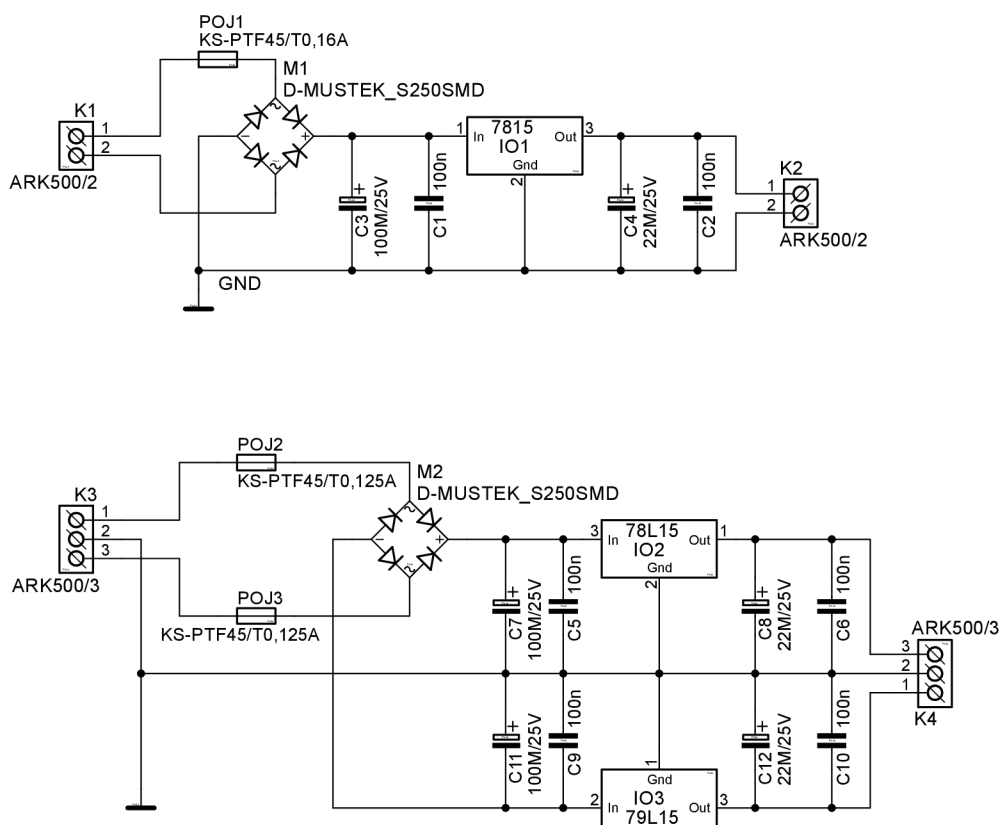 POJ1
KS-PTF45/T0,16A
M1
D-MUSTEK_S250SMD
K1
1
2
ARK500/2
~
~
-
+
1
In
7815
IO1
Gnd
Out
3
2
+
C3
100M/25V
C1
100n
+
C4
22M/25V
C2
100n
K2
1
2
ARK500/2
GND
POJ2
KS-PTF45/T0,125A
M2
D-MUSTEK_S250SMD
K3
1
2
3
ARK500/3
POJ3
KS-PTF45/T0,125A
~
~
-
+
3
In
78L15
IO2
Gnd
Out
1
2
+
C7
100M/25V
C5
100n
+
C8
22M/25V
C6
100n
ARK500/3
3
2
1
K4
+
C11
100M/25V
C9
100n
+
C12
22M/25V
C10
100n
1
Gnd
2
In
IO3
79L15
Out
3